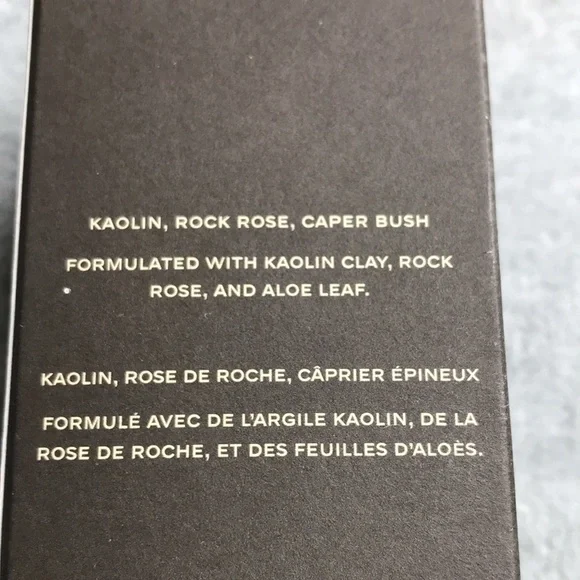 KAOLIN, ROCK ROSE, CAPER BUSH
FORMULATED WITH KAOLIN CLAY, ROCK
ROSE, AND ALOE LEAF.
KAOLIN, ROSE DE ROCHE, CÂPRIER ÉPINEUX
FORMULÉ AVEC DE L'ARGILE KAOLIN, DE LA
ROSE DE ROCHE, ET DES FEUILLES D'ALOÈS.